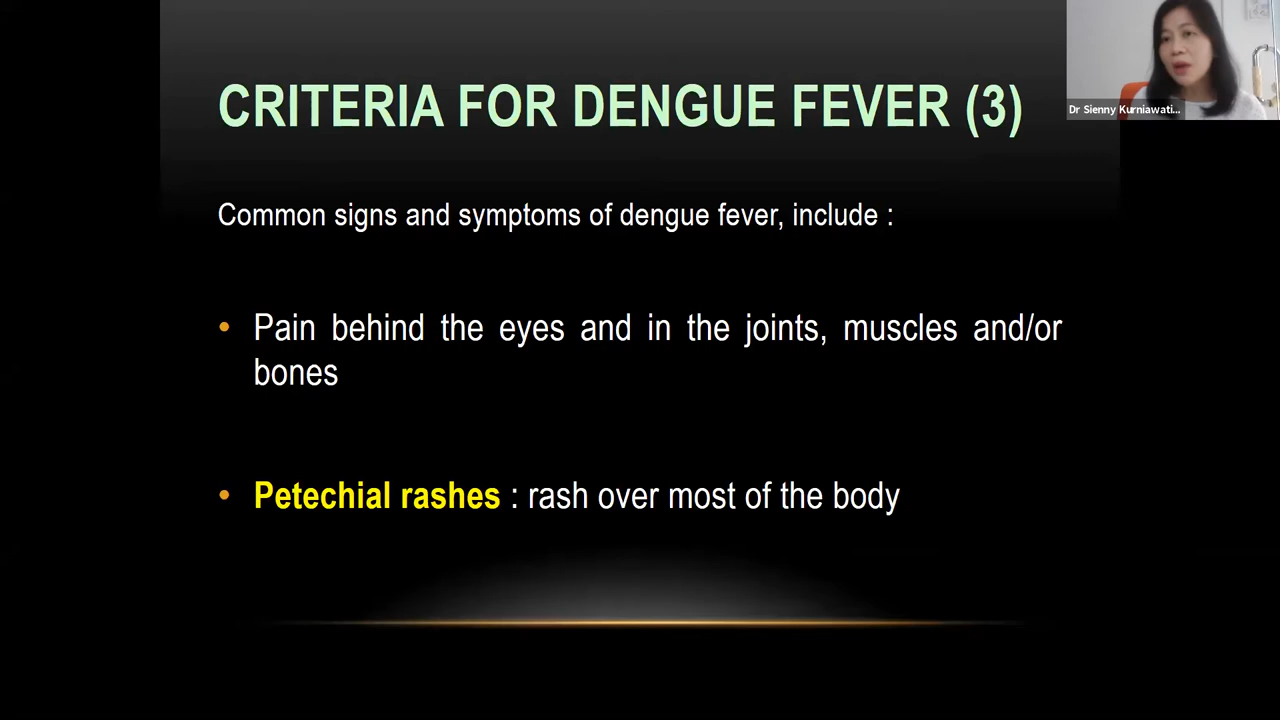 CRITERIA FOR DENGUE FEVER (3)
Dr Sienny Kurniawati...
Common signs and symptoms of dengue fever, include :
• Pain behind the eyes and in the joints, muscles and/or
bones
• Petechial rashes : rash over most of the body